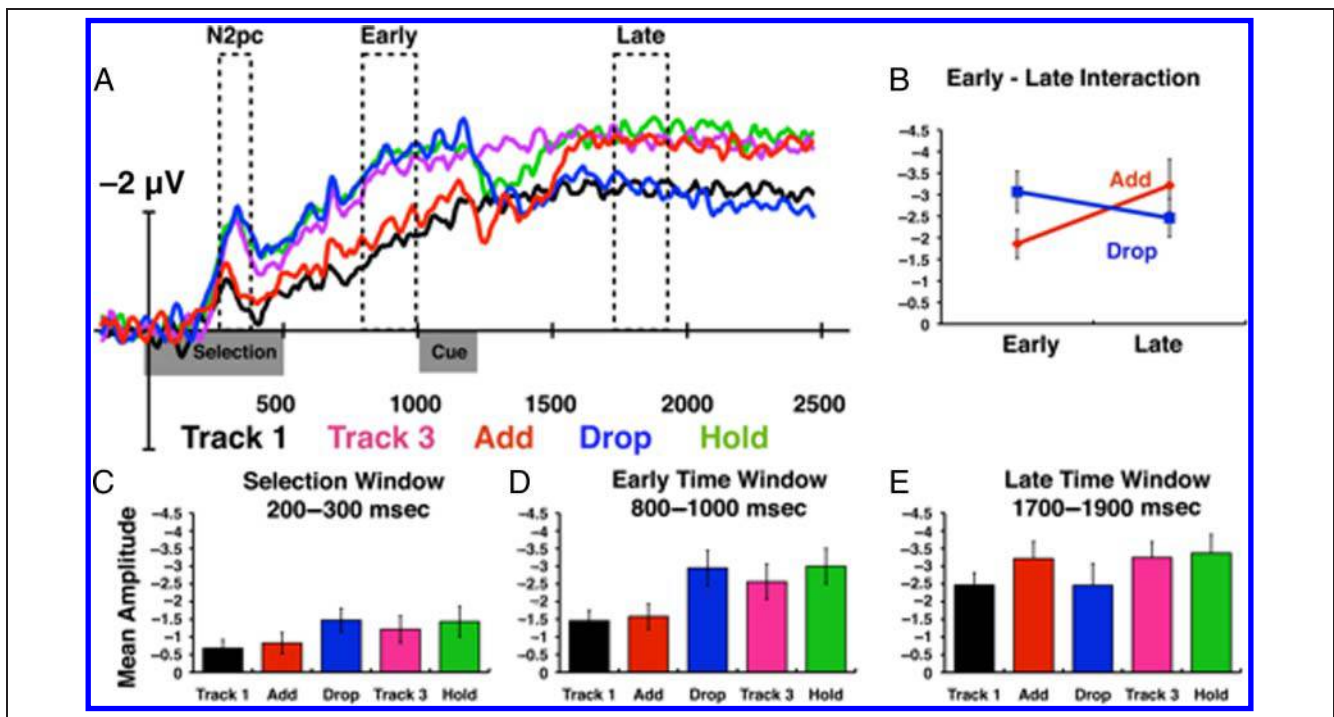 N2pc Early Late
A
−2 µV
Selection Cue
500 1000 1500 2000 2500
Track 1 Track 3 Add Drop Hold
B
Early - Late Interaction
−4.5
−4
−3.5
−3
−2.5
−2
−1.5
−1
−0.5
0
Add
Drop
Early Late
C
Selection Window
200–300 msec
Mean Amplitude
−4.5
−4
−3.5
−3
−2.5
−2
−1.5
−1
−0.5
0
Track 1 Add Drop Track 3 Hold
D
Early Time Window
800–1000 msec
−4.5
−4
−3.5
−3
−2.5
−2
−1.5
−1
−0.5
0
Track 1 Add Drop Track 3 Hold
E
Late Time Window
1700–1900 msec
−4.5
−4
−3.5
−3
−2.5
−2
−1.5
−1
−0.5
0
Track 1 Add Drop Track 3 Hold